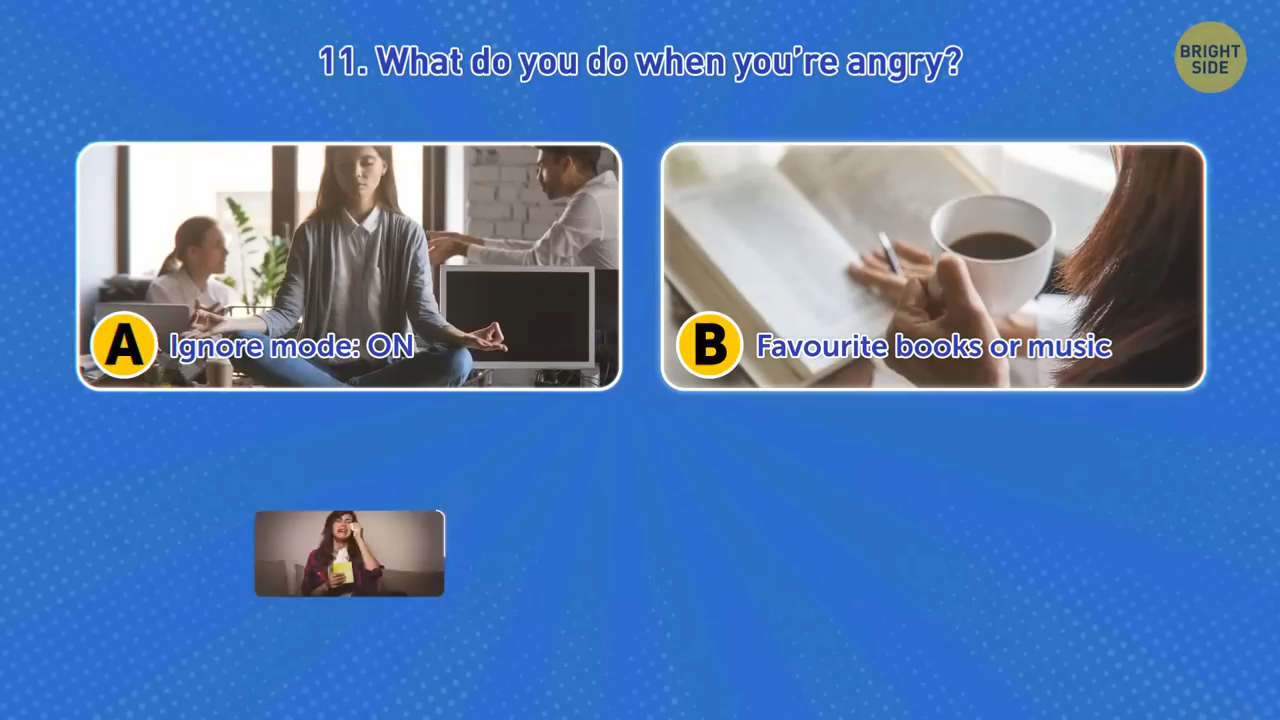 11. What do you do when you’re angry?
BRIGHT
SIDE
A Ignore mode: ON
B Favourite books or music